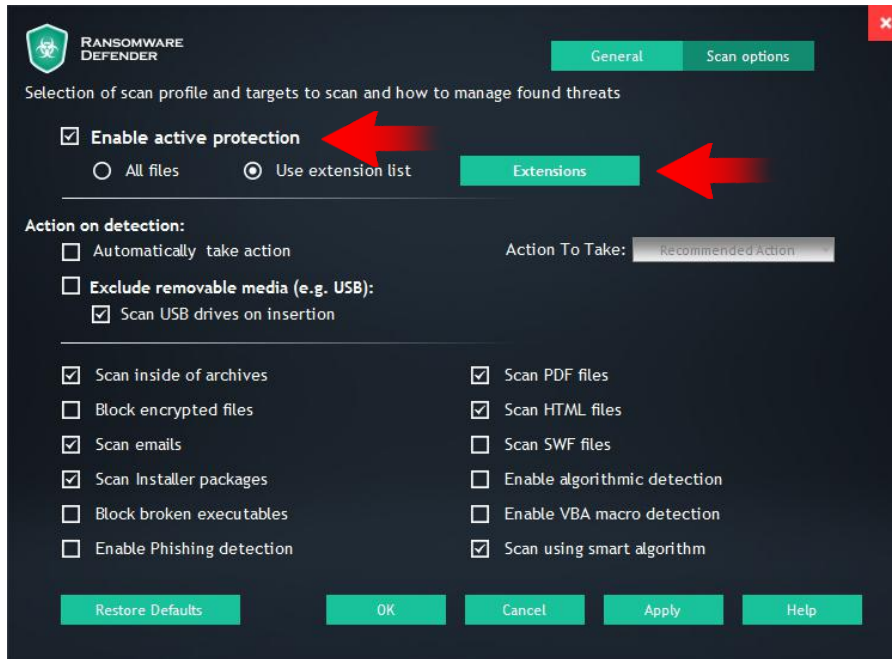 RANSOMWARE
DEFENDER
General
Scan options
Selection of scan profile and targets to scan and how to manage found threats
Enable active protection
All files
Use extension list
Extensions
Action on detection:
Automatically take action
Action To Take:
Recommended Action
Exclude removable media (e.g. USB):
Scan USB drives on insertion
Scan inside of archives
Scan PDF files
Block encrypted files
Scan HTML files
Scan emails
Scan SWF files
Scan Installer packages
Enable algorithmic detection
Block broken executables
Enable VBA macro detection
Enable Phishing detection
Scan using smart algorithm
Restore Defaults
OK
Cancel
Apply
Help